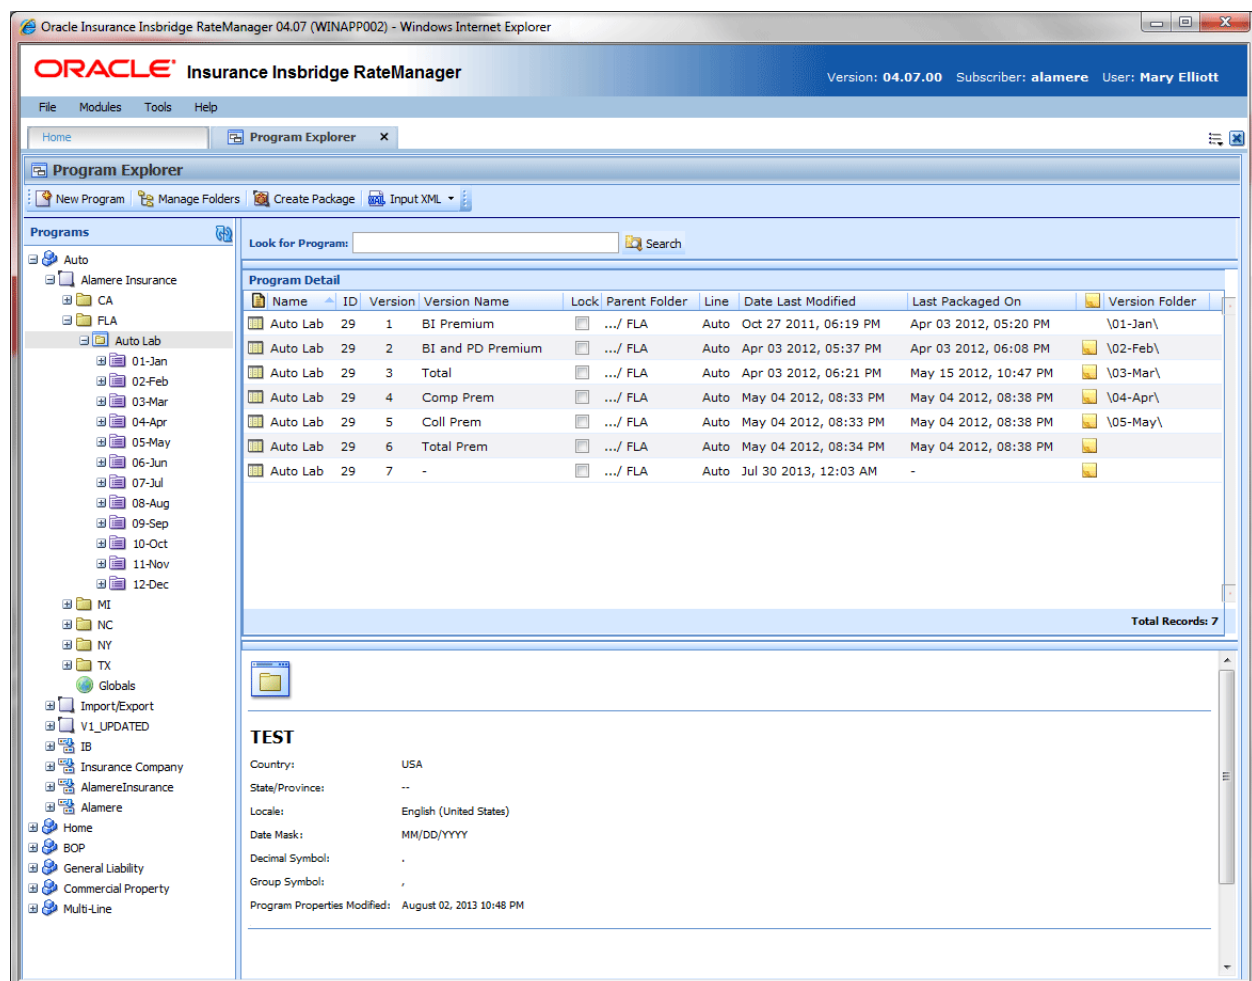 Oracle Insurance Insbridge RateManager 04.07 (WINAPP002) - Windows Internet Explorer
ORACLE Insurance Insbridge RateManager
Version: 04.07.00 Subscriber: alamere User: Mary Elliott
File Modules Tools Help
Home Program Explorer
Program Explorer
New Program Manage Folders Create Package Input XML
Programs
Auto
Alamere Insurance
CA
FLA
Auto Lab
01-Jan
02-Feb
03-Mar
04-Apr
05-May
06-Jun
07-Jul
08-Aug
09-Sep
10-Oct
11-Nov
12-Dec
MI
NC
NY
TX
Globals
Import/Export
V1_UPDATED
IB
Insurance Company
AlamereInsurance
Alamere
Home
BOP
General Liability
Commercial Property
Multi-Line
Look for Program: Search
Program Detail
Name ID Version Version Name Lock Parent Folder Line Date Last Modified Last Packaged On Version Folder
Auto Lab 29 1 BI Premium .../ FLA Auto Oct 27 2011, 06:19 PM Apr 03 2012, 05:20 PM \01-Jan\
Auto Lab 29 2 BI and PD Premium .../ FLA Auto Apr 03 2012, 05:37 PM Apr 03 2012, 06:08 PM \02-Feb\
Auto Lab 29 3 Total .../ FLA Auto Apr 03 2012, 06:21 PM May 15 2012, 10:47 PM \03-Mar\
Auto Lab 29 4 Comp Prem .../ FLA Auto May 04 2012, 08:33 PM May 04 2012, 08:38 PM \04-Apr\
Auto Lab 29 5 Coll Prem .../ FLA Auto May 04 2012, 08:33 PM May 04 2012, 08:38 PM \05-May\
Auto Lab 29 6 Total Prem .../ FLA Auto May 04 2012, 08:34 PM May 04 2012, 08:38 PM
Auto Lab 29 7 - .../ FLA Auto Jul 30 2013, 12:03 AM -
Total Records: 7
TEST
Country: USA
State/Province: --
Locale: English (United States)
Date Mask: MM/DD/YYYY
Decimal Symbol: .
Group Symbol: ,
Program Properties Modified: August 02, 2013 10:48 PM